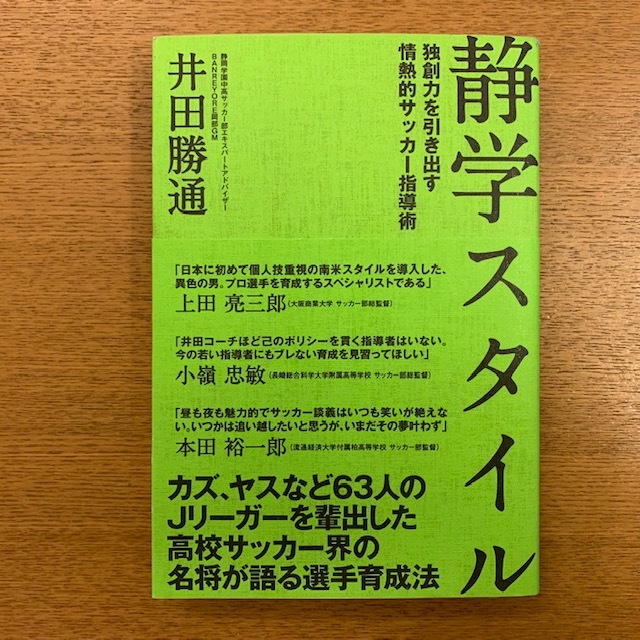 静学スタイル
独創力を引き出す
情熱的サッカー指導術
静岡学園中高サッカー部エキスパートアドバイザー
BANREYORE岡部GM
井田勝通
「日本に初めて個人技重視の南米スタイルを導入した、
異色の男。プロ選手を育成するスペシャリストである」
上田 亮三郎(大阪商業大学 サッカー部総監督)
「井田コーチほど己のポリシーを貫く指導者はいない。
今の若い指導者にもブレない育成を見習ってほしい」
小嶺 忠敏(長崎総合科学大学附属高等学校 サッカー部総監督)
「昼も夜も魅力的でサッカー談義はいつも笑いが絶えな
い。いつかは追い越したいと思うが、いまだその夢叶わず」
本田 裕一郎(流通経済大学付属柏高等学校 サッカー部監督)
カズ、ヤスなど63人の
Jリーガーを輩出した
高校サッカー界の
名将が語る選手育成法